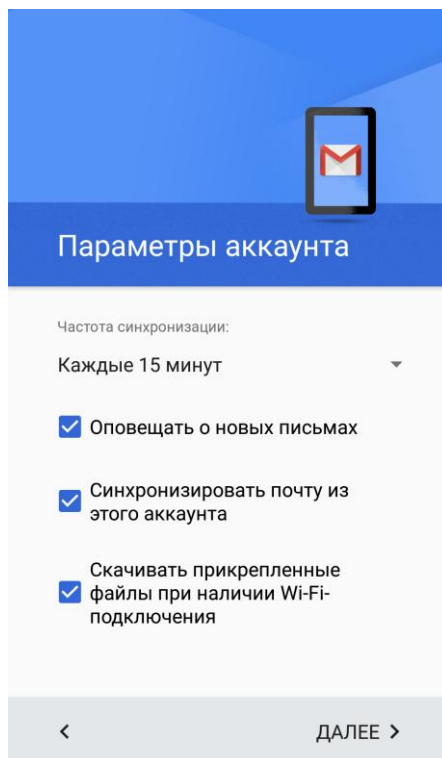 Параметры аккаунта
Частота синхронизации:
Каждые 15 минут
Оповещать о новых письмах
Синхронизировать почту из
этого аккаунта
Скачивать прикрепленные
файлы при наличии Wi-Fi-
подключения
ДАЛЕЕ